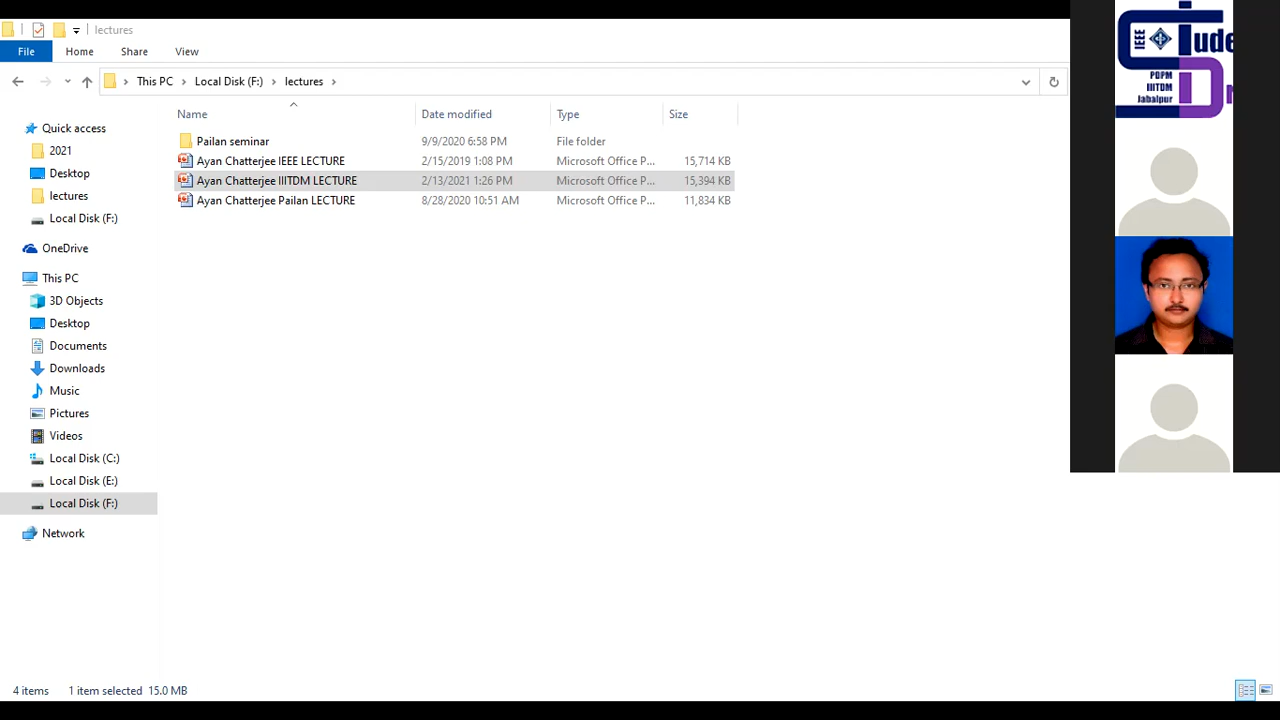 lectures
File Home Share View
This PC Local Disk (F:) lectures
Name Date modified Type Size
Quick access
2021
Desktop
lectures
Local Disk (F:)
OneDrive
This PC
3D Objects
Desktop
Documents
Downloads
Music
Pictures
Videos
Local Disk (C:)
Local Disk (E:)
Local Disk (F:)
Network
Pailan seminar 9/9/2020 6:58 PM File folder
Ayan Chatterjee IEEE LECTURE 2/15/2019 1:08 PM Microsoft Office P... 15,714 KB
Ayan Chatterjee IIITDM LECTURE 2/13/2021 1:26 PM Microsoft Office P... 15,394 KB
Ayan Chatterjee Pailan LECTURE 8/28/2020 10:51 AM Microsoft Office P... 11,834 KB
4 items 1 item selected 15.0 MB
IEEE
PDPM
IIITDM
Jabalpur